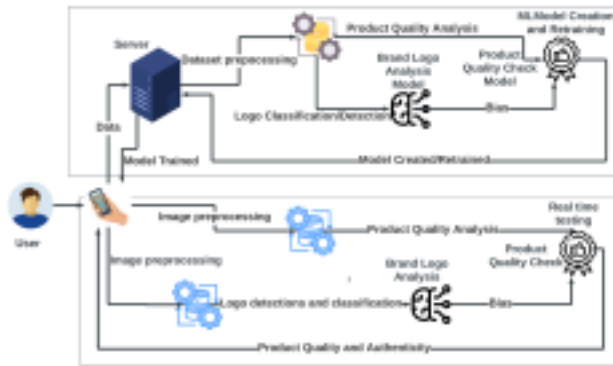 MLModel Creation
and Retraining
Product Quality Analysis
Server
Dataset preprocessing
Brand Logo
Analysis
Model
Product
Quality Check
Model
Data
Logo Classification/Detection
Bias
Model Trained
Model Created/Retrained
User
Image preprocessing
Real time
testing
Product Quality Analysis
Image preprocessing
Brand Logo
Analysis
Product
Quality Check
Logo detections and classification
Bias
Product Quality and Authenticity